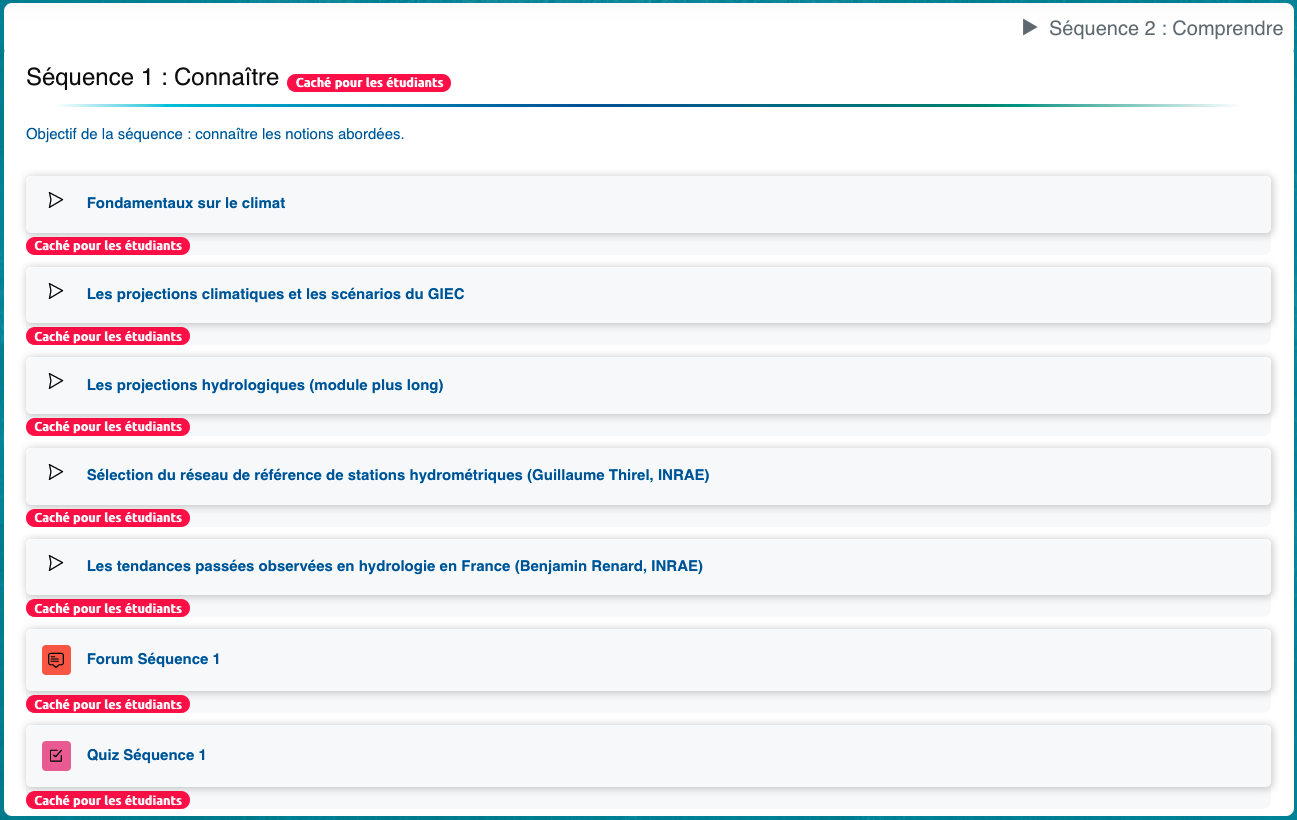 Séquence 2 : Comprendre
Séquence 1 : Connaître Caché pour les étudiants
Objectif de la séquence : connaître les notions abordées.
Fondamentaux sur le climat
Caché pour les étudiants
Les projections climatiques et les scénarios du GIEC
Caché pour les étudiants
Les projections hydrologiques (module plus long)
Caché pour les étudiants
Sélection du réseau de référence de stations hydrométriques (Guillaume Thirel, INRAE)
Caché pour les étudiants
Les tendances passées observées en hydrologie en France (Benjamin Renard, INRAE)
Caché pour les étudiants
Forum Séquence 1
Caché pour les étudiants
Quiz Séquence 1
Caché pour les étudiants